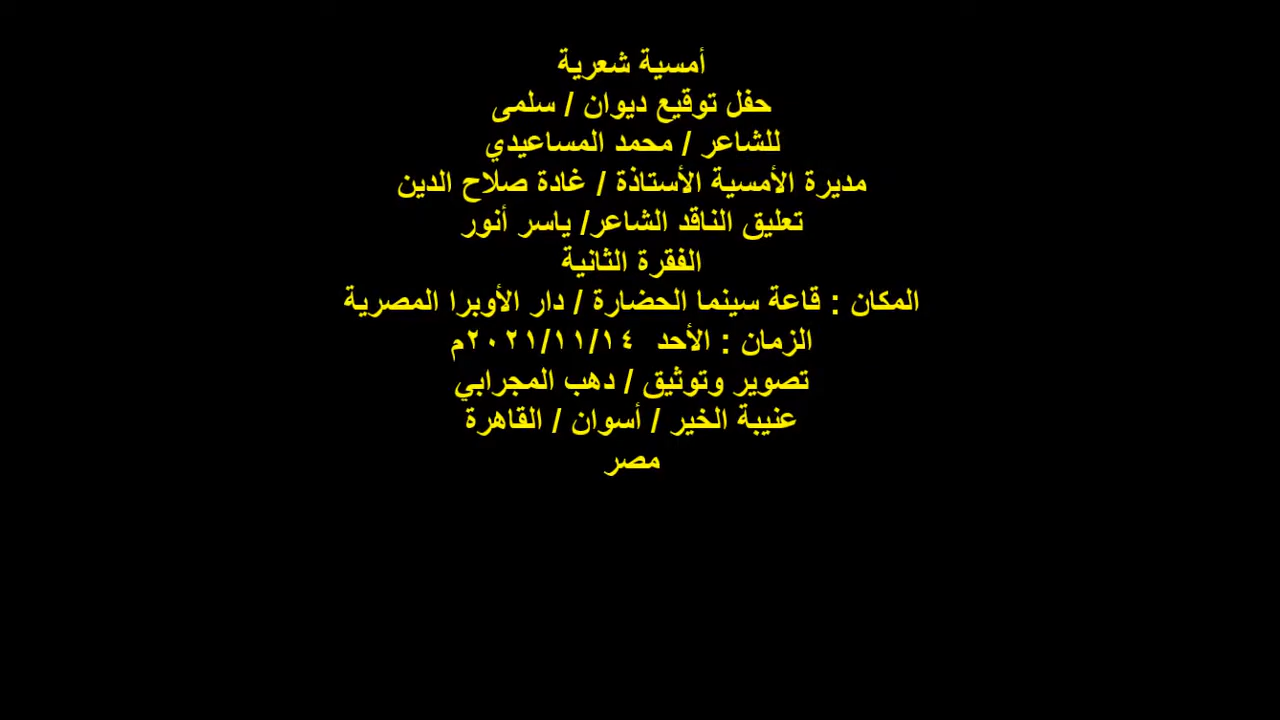 أمسية شعرية
حفل توقيع ديوان / سلمى
للشاعر / محمد المساعيدي
مديرة الأمسية الأستاذة / غادة صلاح الدين
تعليق الناقد الشاعر/ ياسر أنور
الفقرة الثانية
المكان : قاعة سينما الحضارة / دار الأوبرا المصرية
الزمان : الأحد ٢٠٢١/١١/١٤م
تصوير وتوثيق / دهب المجرابي
عنيبة الخير / أسوان / القاهرة
مصر